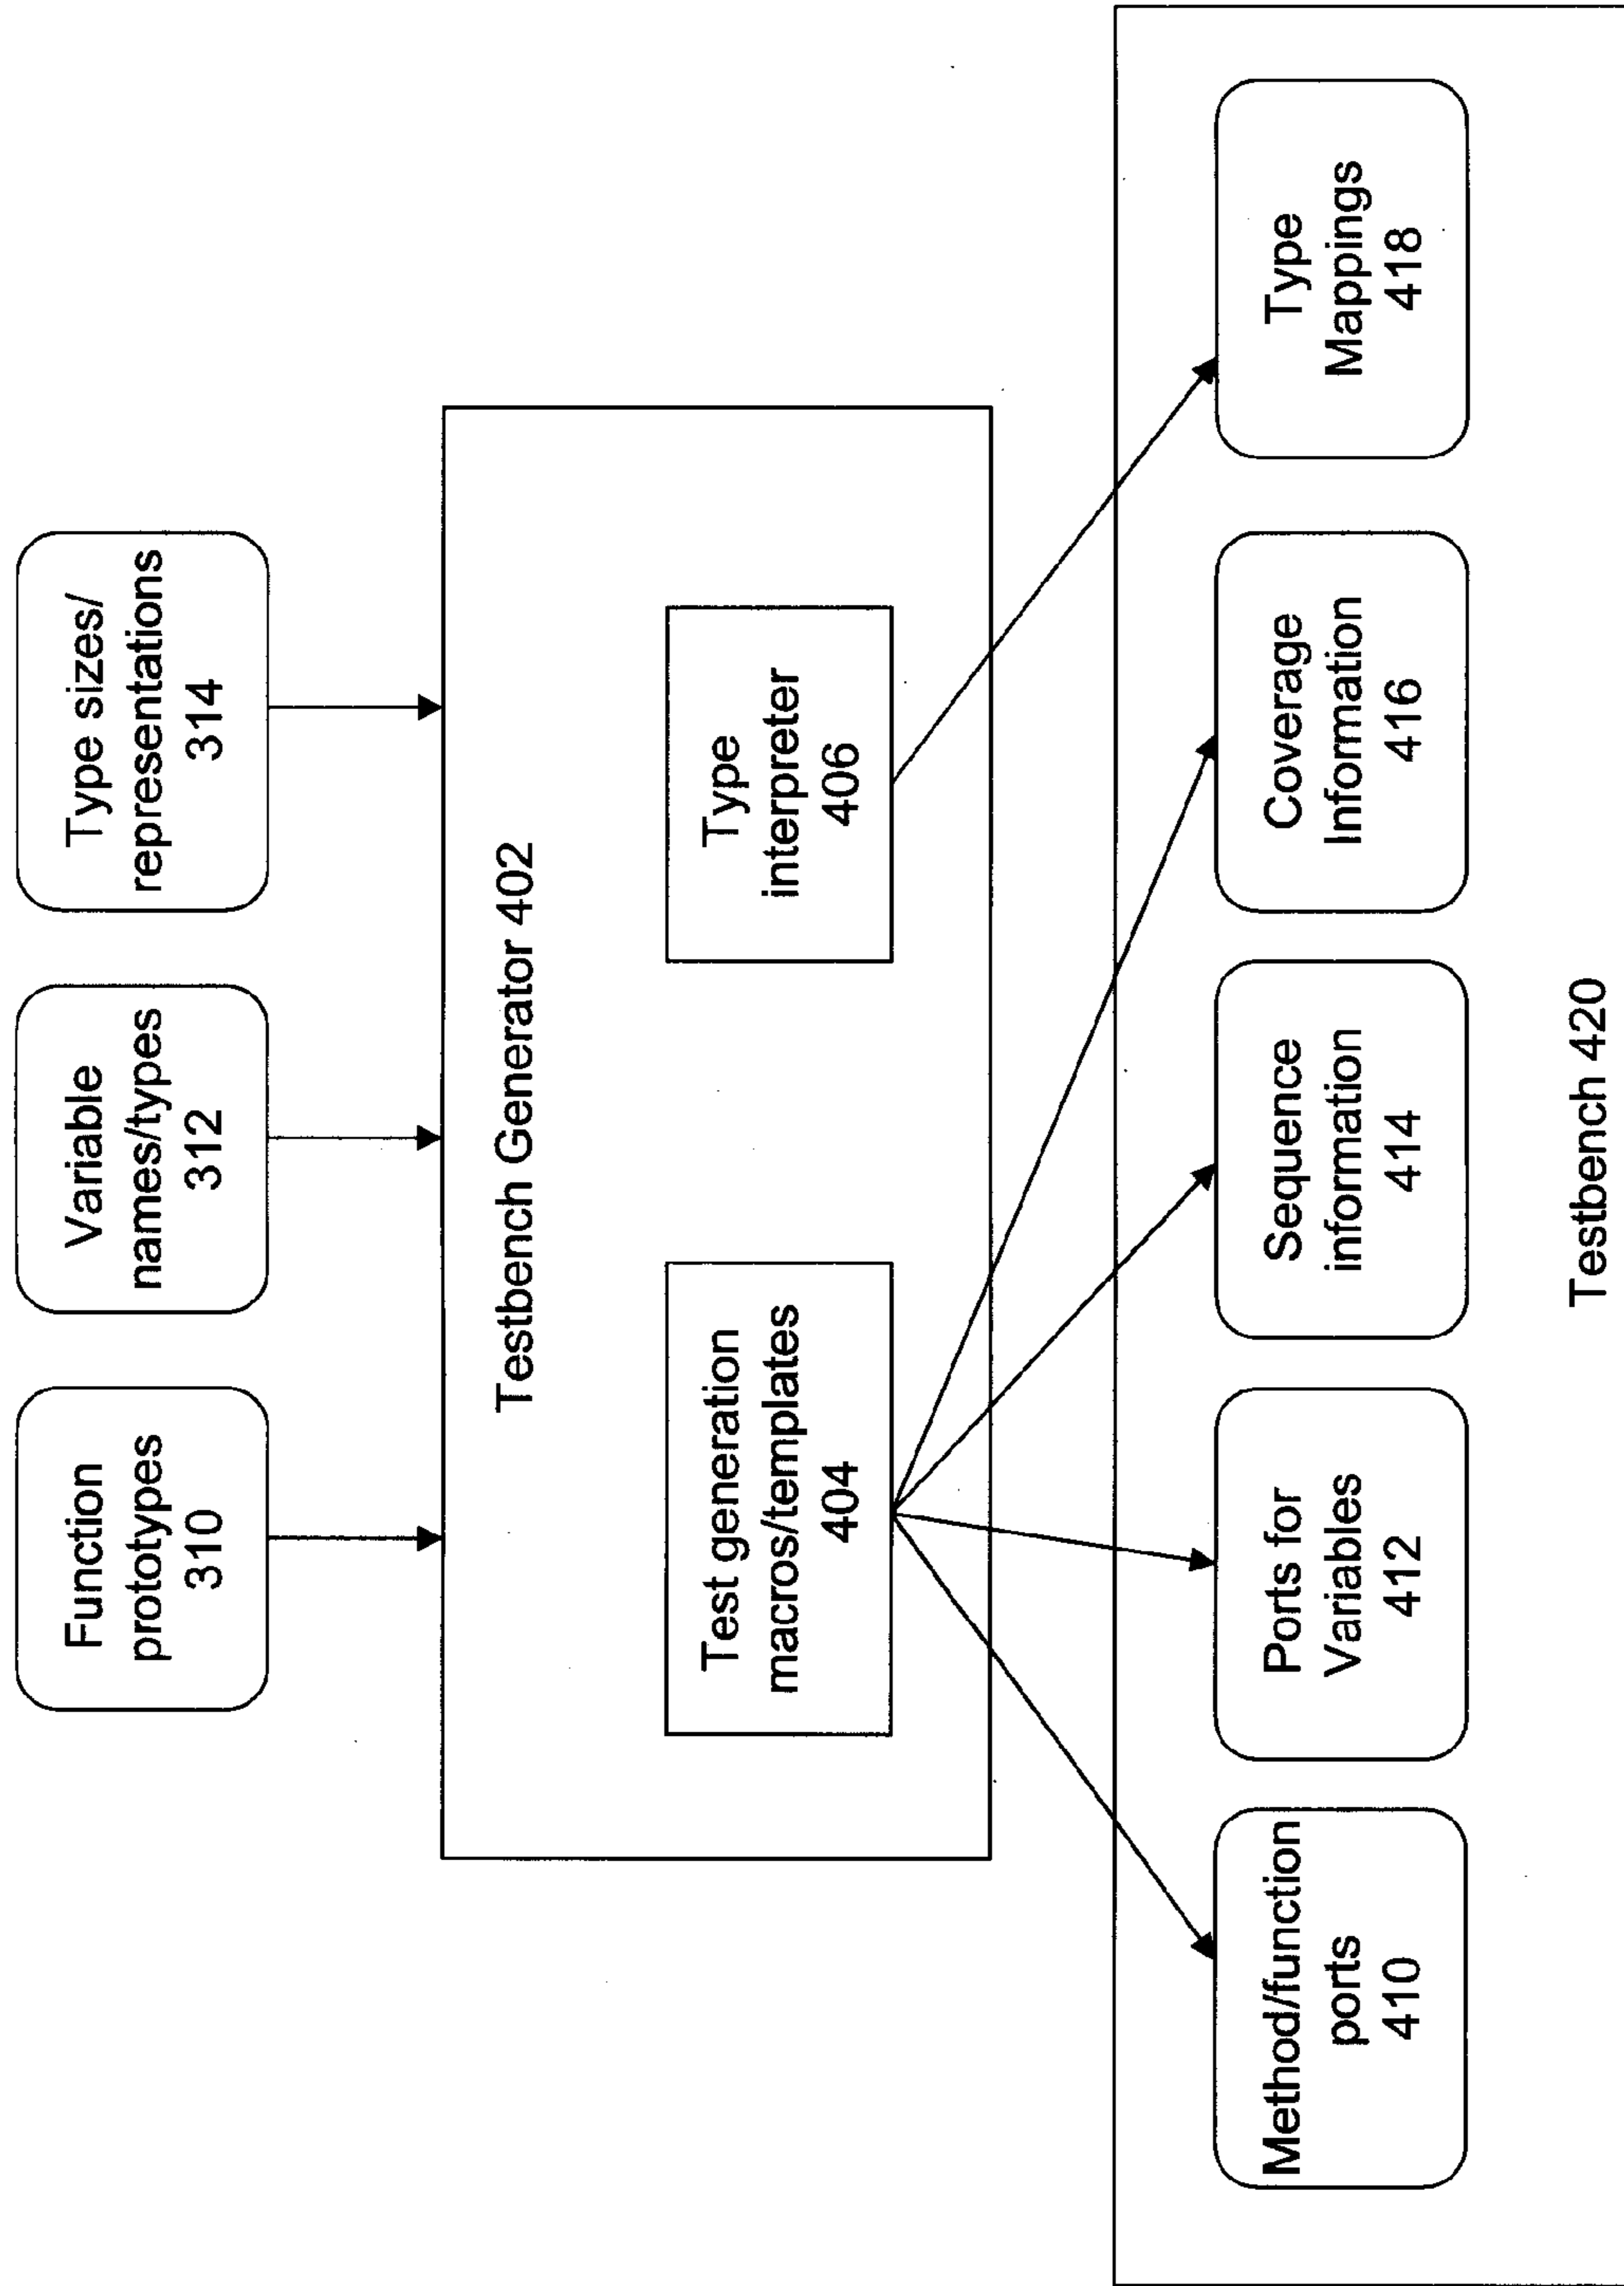 Function
prototypes
310
Variable
names/types
312
Type sizes/
representations
314
Testbench Generator 402
Test generation
macros/templates
404
Type
interpreter
406
Method/function
ports
410
Ports for
Variables
412
Sequence
information
414
Coverage
Information
416
Type
Mappings
418
Testbench 420